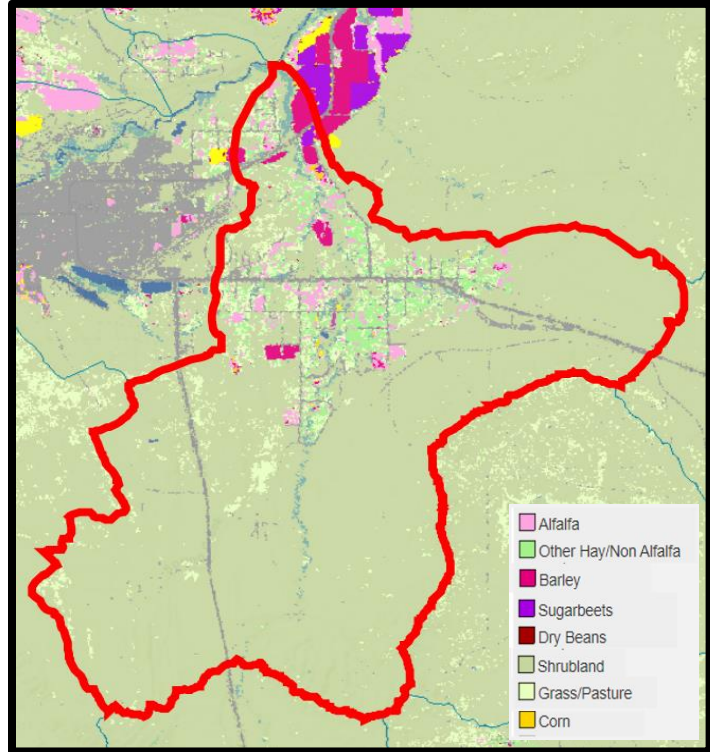 Alfalfa
Other Hay/Non Alfalfa
Barley
Sugarbeets
Dry Beans
Shrubland
Grass/Pasture
Corn